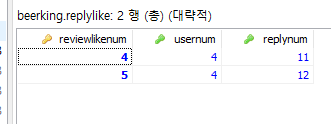 beerking.replylike: 2 행 (총) (대략적)
reviewlikenum usernum replynum
4 4 11
5 4 12